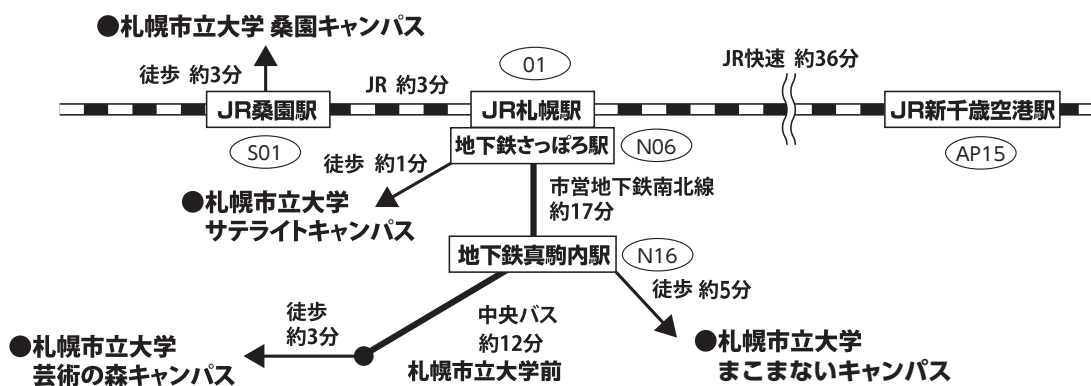 ●札幌市立大学 桑園キャンパス
徒歩 約3分
JR 約3分
01
JR快速 約36分
JR桑園駅
JR札幌駅
JR新千歳空港駅
S01
地下鉄さっぽろ駅
N06
AP15
徒歩 約1分
●札幌市立大学
サテライトキャンパス
市営地下鉄南北線
約17分
地下鉄真駒内駅
N16
徒歩 約5分
徒歩
約3分
中央バス
約12分
札幌市立大学前
●札幌市立大学
芸術の森キャンパス
●札幌市立大学
まこまないキャンパス